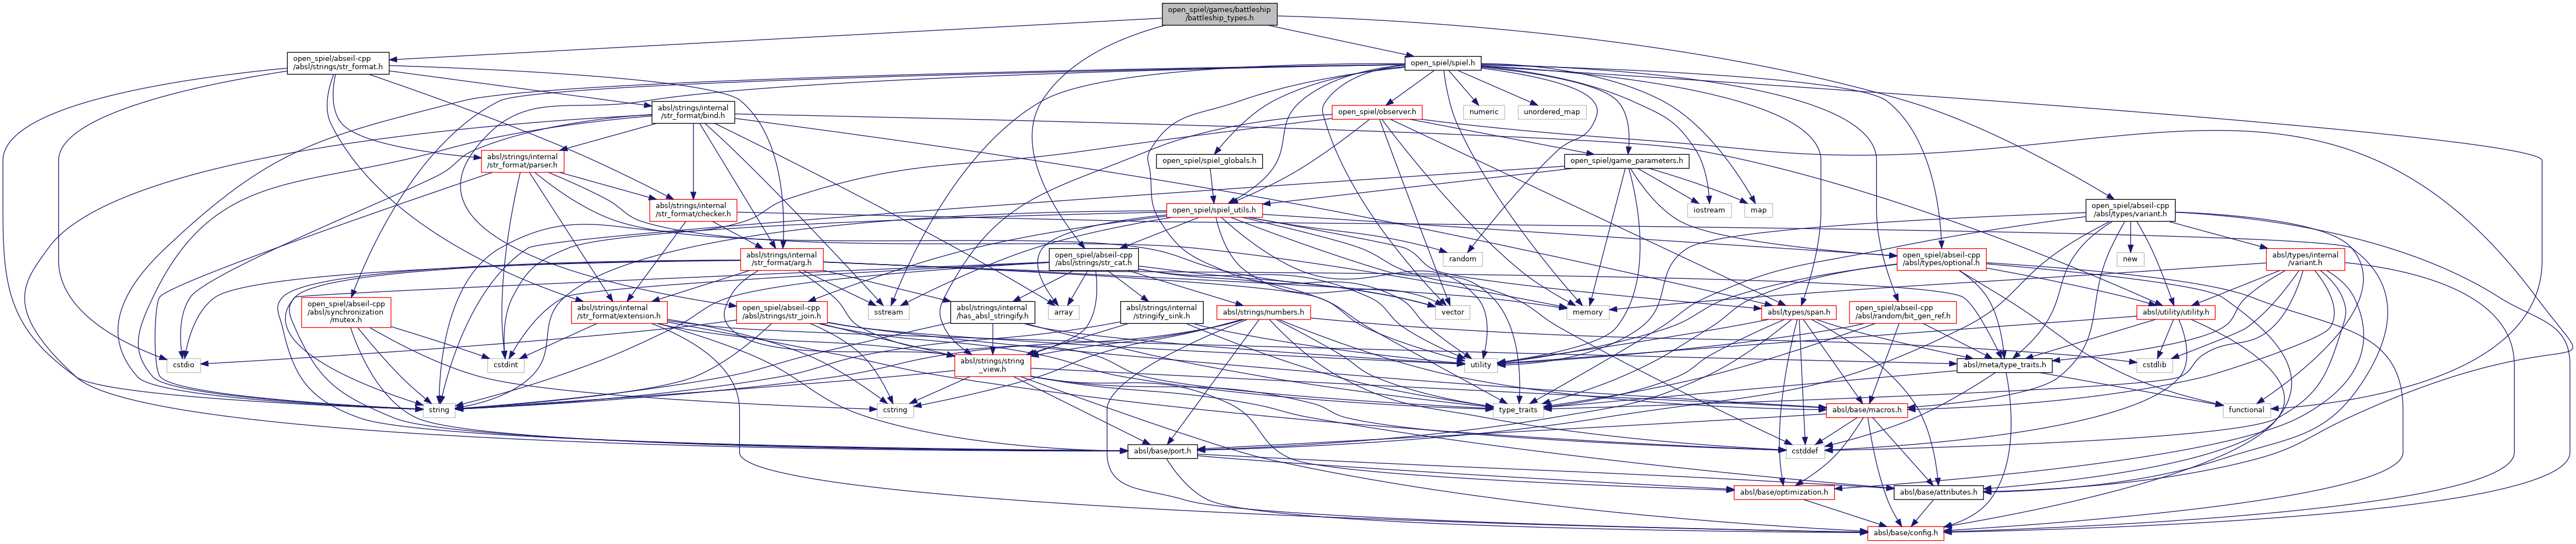 open_spiel/games/battleship
/battleship_types.h
open_spiel/abseil-cpp
/absl/strings/str_format.h
open_spiel/spiel.h
absl/strings/internal
/str_format/bind.h
open_spiel/observer.h
numeric
unordered_map
absl/strings/internal
/str_format/parser.h
open_spiel/spiel_globals.h
open_spiel/game_parameters.h
absl/strings/internal
/str_format/checker.h
open_spiel/spiel_utils.h
iostream
map
open_spiel/abseil-cpp
/absl/types/variant.h
absl/strings/internal
/str_format/arg.h
open_spiel/abseil-cpp
/absl/strings/str_cat.h
random
open_spiel/abseil-cpp
/absl/types/optional.h
new
absl/types/internal
/variant.h
open_spiel/abseil-cpp
/absl/synchronization
/mutex.h
absl/strings/internal
/str_format/extension.h
open_spiel/abseil-cpp
/absl/strings/str_join.h
sstream
absl/strings/internal
/has_absl_stringify.h
array
absl/strings/internal
/stringify_sink.h
absl/strings/numbers.h
vector
memory
absl/types/span.h
open_spiel/abseil-cpp
/absl/random/bit_gen_ref.h
absl/utility/utility.h
cstdio
cstdint
absl/strings/string
_view.h
utility
absl/meta/type_traits.h
cstdlib
string
cstring
type_traits
absl/base/macros.h
functional
absl/base/port.h
cstddef
absl/base/optimization.h
absl/base/attributes.h
absl/base/config.h